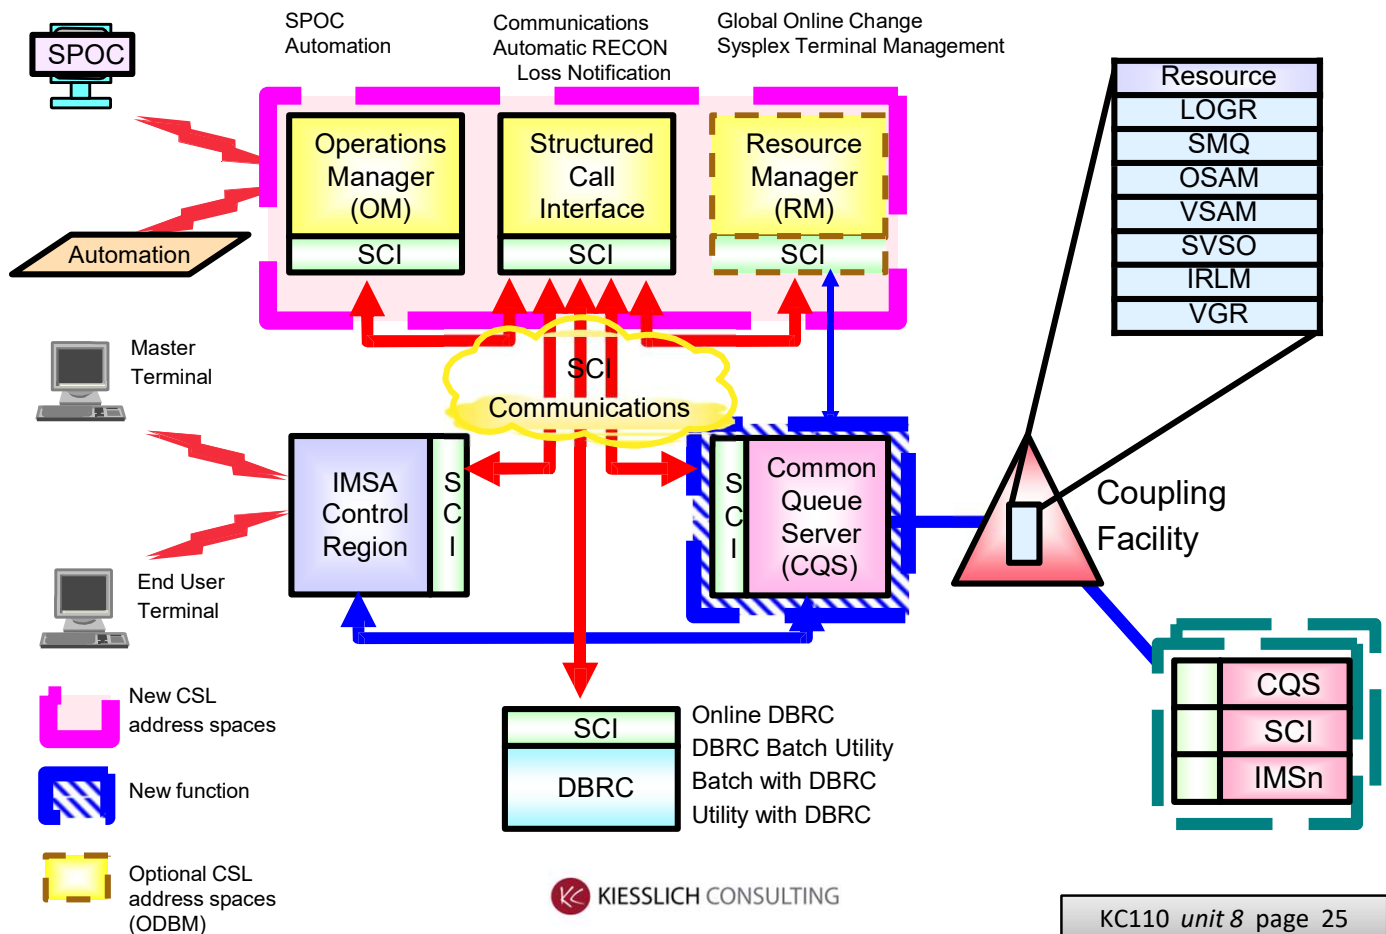 SPOC
SPOC
Automation
Communications
Automatic RECON
Loss Notification
Global Online Change
Sysplex Terminal Management
Operations
Manager
(OM)
SCI
Structured
Call
Interface
SCI
Resource
Manager
(RM)
SCI
Automation
Resource
LOGR
SMQ
OSAM
VSAM
SVSO
IRLM
VGR
Master
Terminal
SCI
Communications
IMSA
Control
Region
S
C
I
S
C
I
Common
Queue
Server
(CQS)
Coupling
Facility
End User
Terminal
CQS
SCI
IMSn
New CSL
address spaces
SCI
DBRC
Online DBRC
DBRC Batch Utility
Batch with DBRC
Utility with DBRC
New function
Optional CSL
address spaces
(ODBM)
KC KIESSLICH CONSULTING
KC110 unit 8 page 25